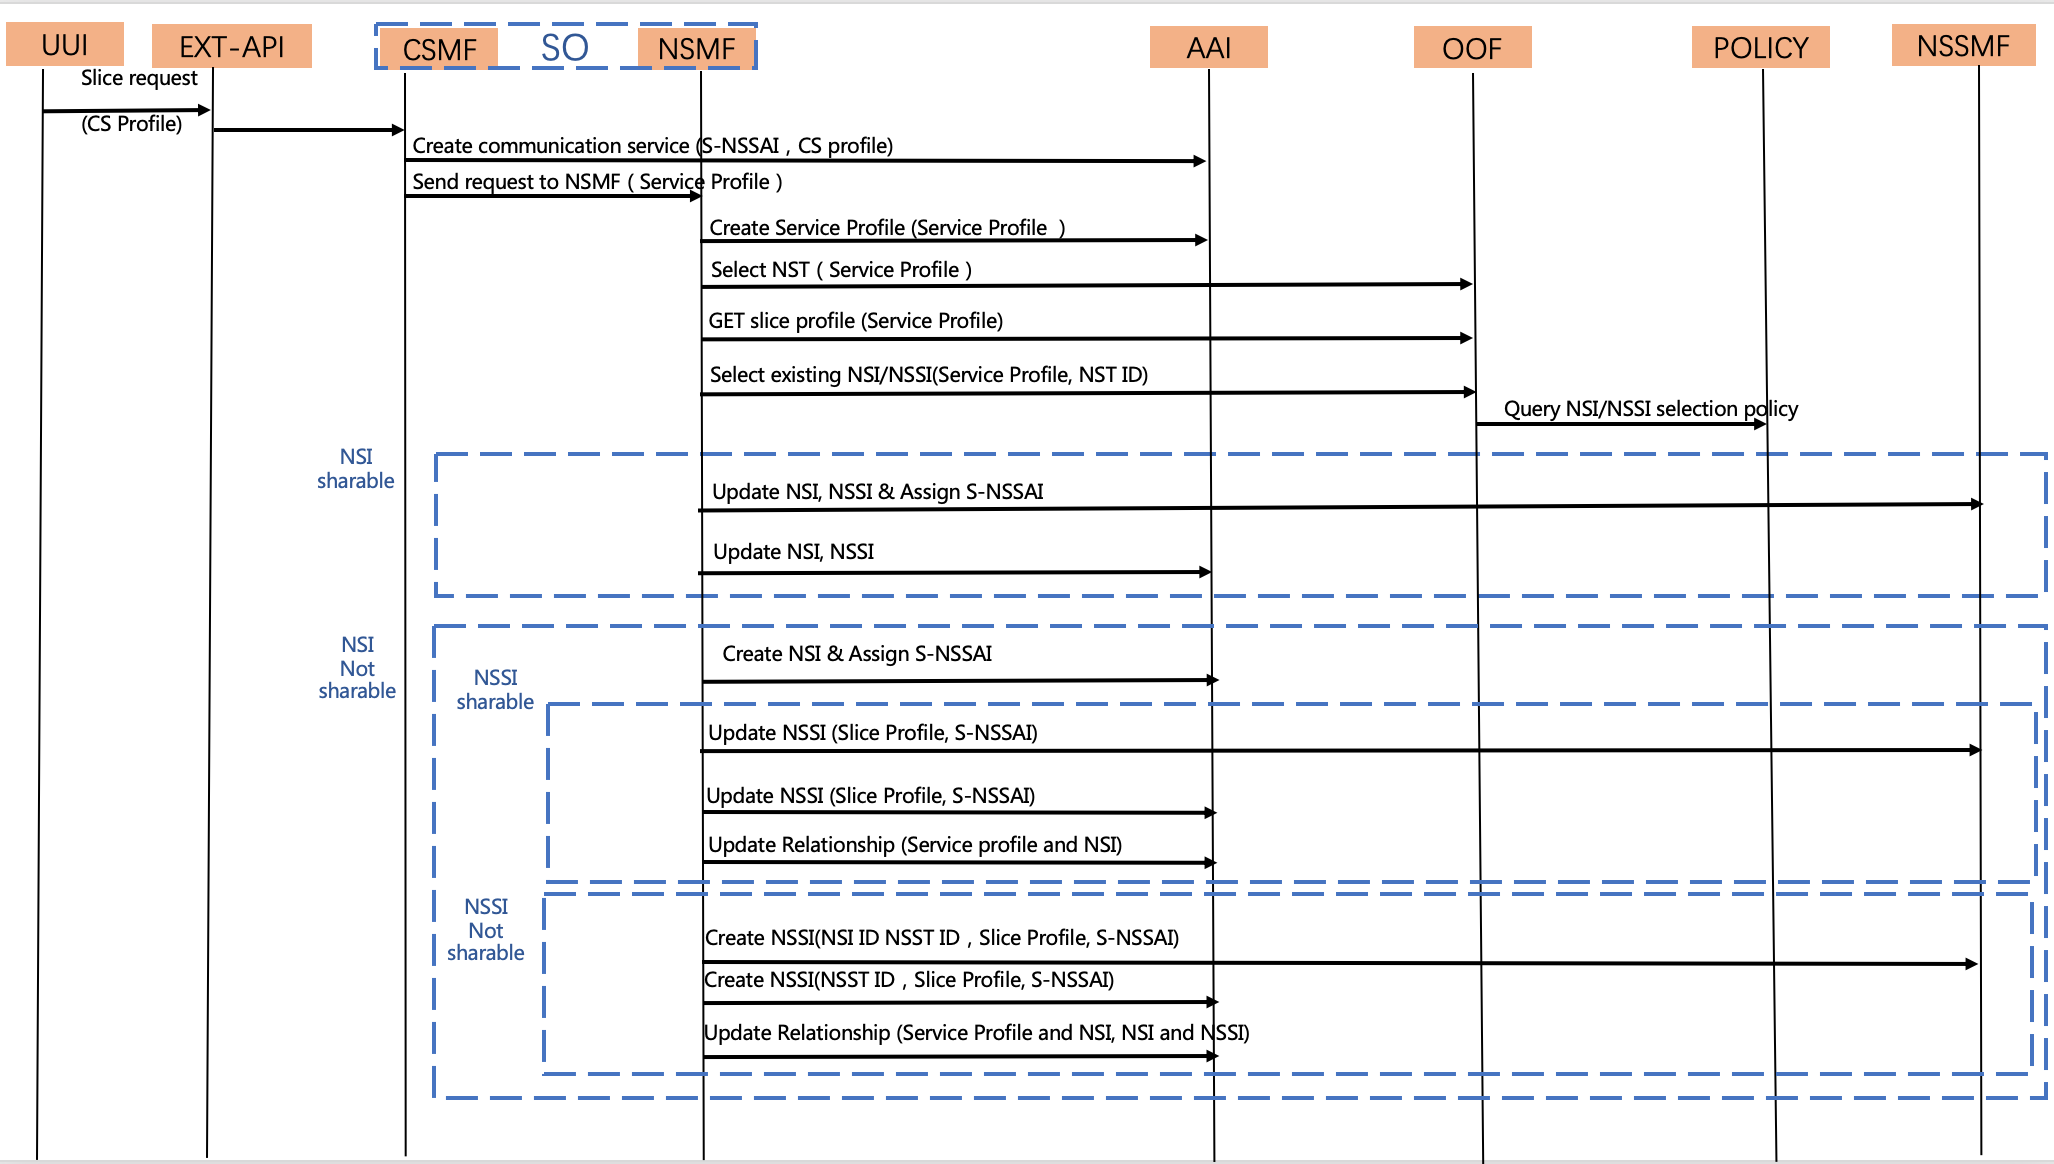 UUI
EXT-API
CSMF
SO
NSMF
AAI
OOF
POLICY
NSSMF
Slice request
(CS Profile)
Create communication service (S-NSSAI , CS profile)
Send request to NSMF ( Service Profile )
Create Service Profile (Service Profile )
Select NST ( Service Profile )
GET slice profile (Service Profile)
Select existing NSI/NSSI(Service Profile, NST ID)
Query NSI/NSSI selection policy
NSI
sharable
Update NSI, NSSI & Assign S-NSSAI
Update NSI, NSSI
NSI
Not
sharable
Create NSI & Assign S-NSSAI
NSSI
sharable
Update NSSI (Slice Profile, S-NSSAI)
Update NSSI (Slice Profile, S-NSSAI)
Update Relationship (Service profile and NSI)
NSSI
Not
sharable
Create NSSI(NSI ID NSST ID , Slice Profile, S-NSSAI)
Create NSSI(NSST ID , Slice Profile, S-NSSAI)
Update Relationship (Service Profile and NSI, NSI and NSSI)